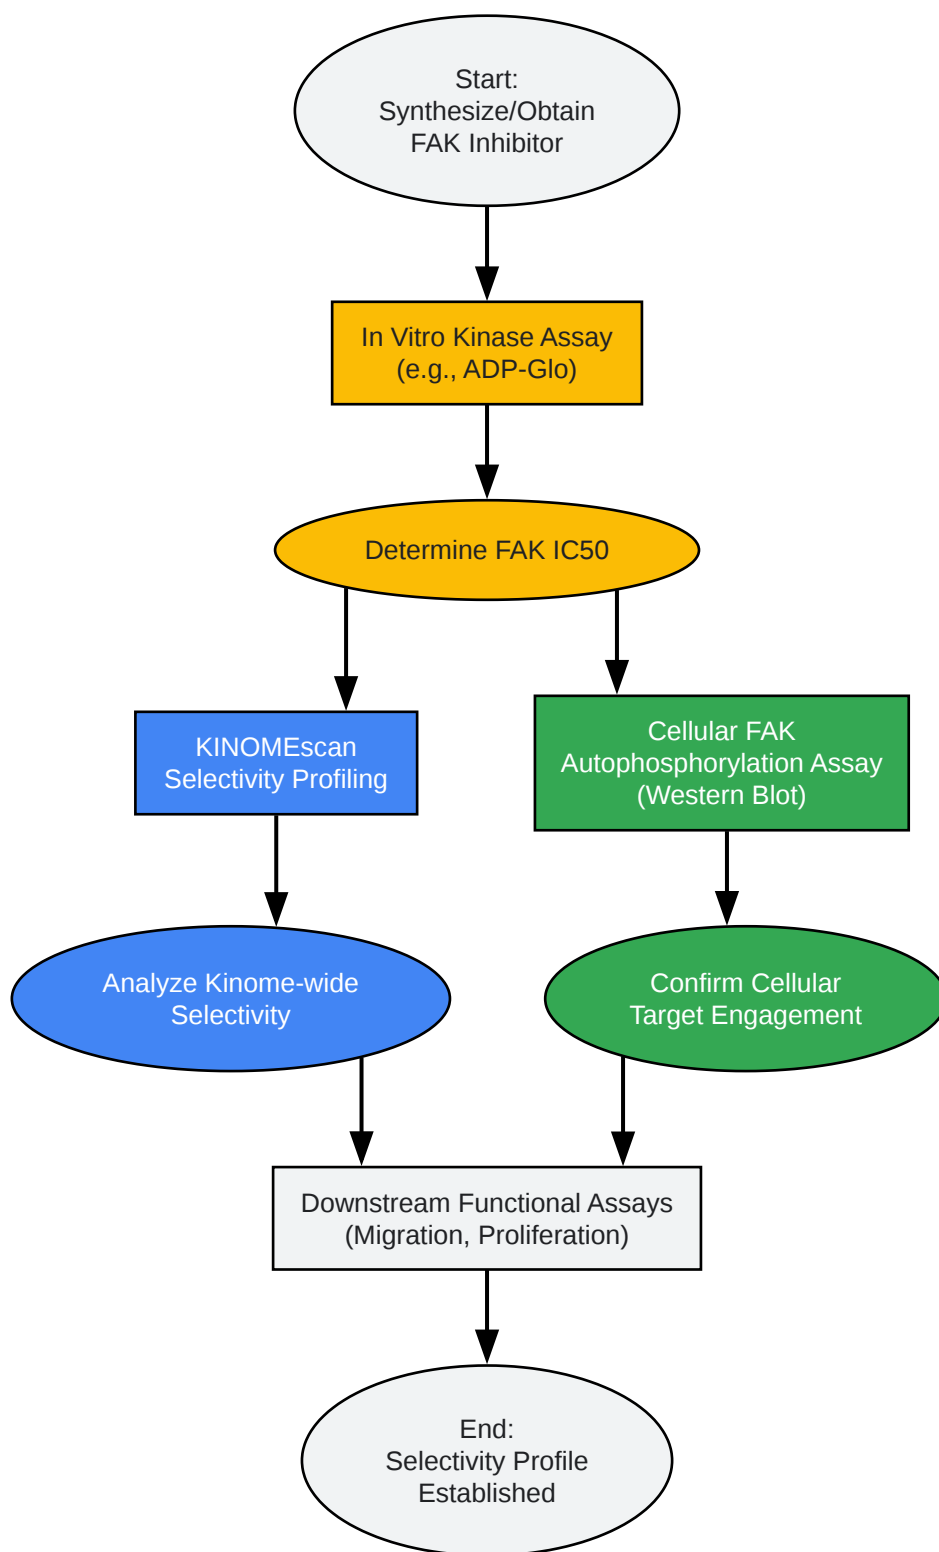 Start:
Synthesize/Obtain
FAK Inhibitor
In Vitro Kinase Assay
(e.g., ADP-Glo)
Determine FAK IC50
KINOMEscan
Selectivity Profiling
Cellular FAK
Autophosphorylation Assay
(Western Blot)
Analyze Kinome-wide
Selectivity
Confirm Cellular
Target Engagement
Downstream Functional Assays
(Migration, Proliferation)
End:
Selectivity Profile
Established